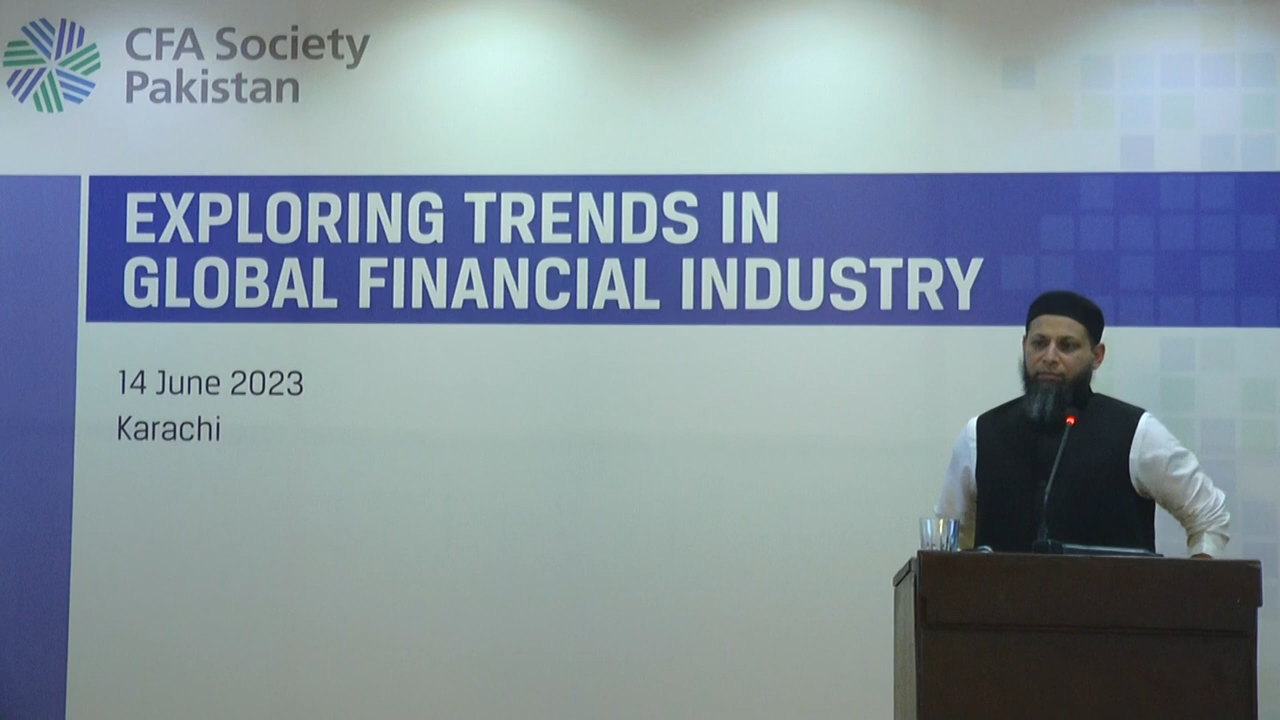 CFA Society
Pakistan
EXPLORING TRENDS IN
GLOBAL FINANCIAL INDUSTRY
14 June 2023
Karachi